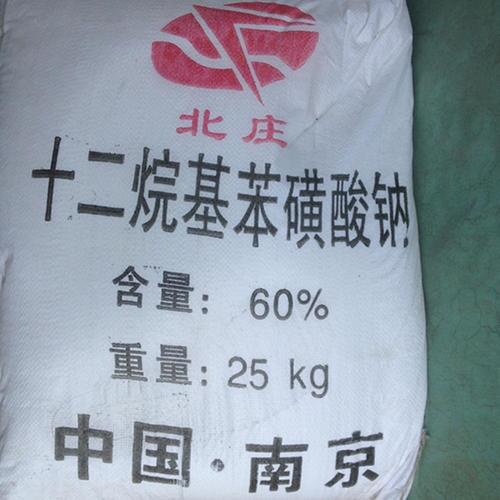 北庄
十二烷基苯磺酸钠
含量: 60%
重量: 25 kg
中国·南京